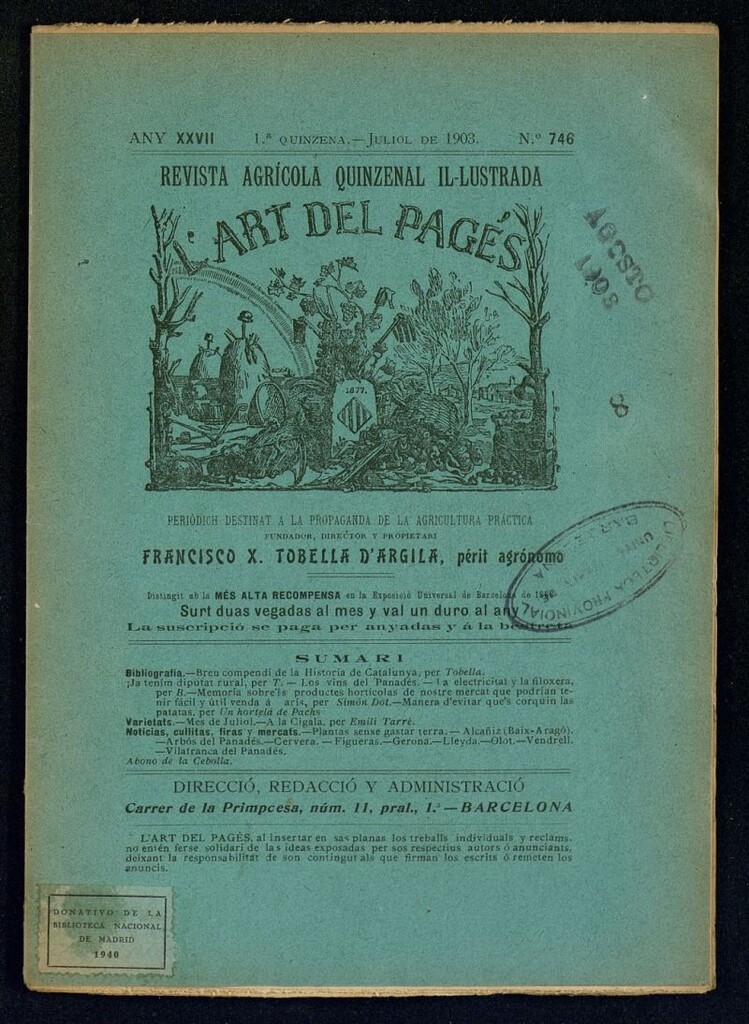 ANY XXVII 1.ª QUINZENA.—JULIOL DE 1903. N.º 746
REVISTA AGRÍCOLA QUINZENAL IL-LUSTRADA
L'ART DEL PAGÉS
1877.
PERIÒDICH DESTINAT A LA PROPAGANDA DE LA AGRICULTURA PRÁCTICA
FUNDADOR, DIRECTOR Y PROPIETARI
FRANCISCO X. TOBELLA D'ARGILA, périt agrónomo
Distingit ab la MÉS ALTA RECOMPENSA en la Exposició Universal de Barcelona de
Surt duas vegadas al mes y val un duro al any
La suscripció se paga per anyadas y á la bestreta
SUMARI
Bibliografía.—Breu compendi de la Historia de Catalunya, per Tobella.
¡Ja tenim diputat rural, per T. — Los vins del Panadés. — La electricitat y la filoxera,
per B.—Memoria sobre'ls productes hortícolas de nostre mercat que podrían te-
nir fácil y útil venda á arís, per Simón Dot.—Manera d'evitar que's corquin las
patatas, per Un hortelá de Pachs
Varietats.—Mes de Juliol.—A la Cigala, per Emili Tarré.
Noticias, cullitas, firas y mercats.—Plantas sense gastar terra.— Alcañiz (Baix-Aragó).
—Arbós del Panadés.—Cervera. — Figueras.—Gerona.—Lleyda.—Olot.—Vendrell.
—Vilafranca del Panadés.
Abono de la Cebolla.
DIRECCIÓ, REDACCIÓ Y ADMINISTRACIÓ
Carrer de la Primpcesa, núm. 11, pral., 1.ª — BARCELONA
L'ART DEL PAGÉS, al insertar en sas planas los treballs individuals y reclams,
no entén ferse solidari de las ideas exposadas per sos respectius autors ó anunciants,
deixant la responsabilitat de son contingut als que firman los escrits ó remeten los
anuncis.
AGOSTO
8
BIBLIOTECA PROVINCIAL
BARCELONA
DONATIVO DE LA
BIBLIOTECA NACIONAL
DE MADRID
1940